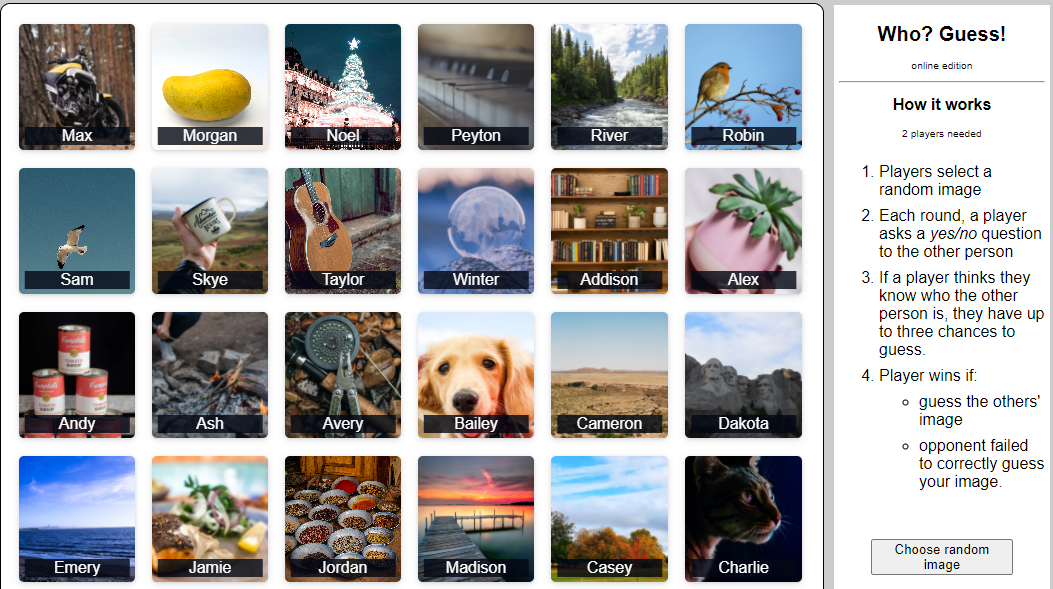 Max
Morgan
Noel
Peyton
River
Robin
Sam
Skye
Taylor
Winter
Addison
Alex
Campbell's
Campbell's
Campbell's
SOUP
Andy
Ash
Avery
Bailey
Cameron
Dakota
Emery
Jamie
Jordan
Madison
Casey
Charlie
Who? Guess!
online edition
How it works
2 players needed
1. Players select a
random image
2. Each round, a player
asks a yes/no question
to the other person
3. If a player thinks they
know who the other
person is, they have up
to three chances to
guess.
4. Player wins if:
guess the others'
image
opponent failed
to correctly guess
your image.
Choose random
image